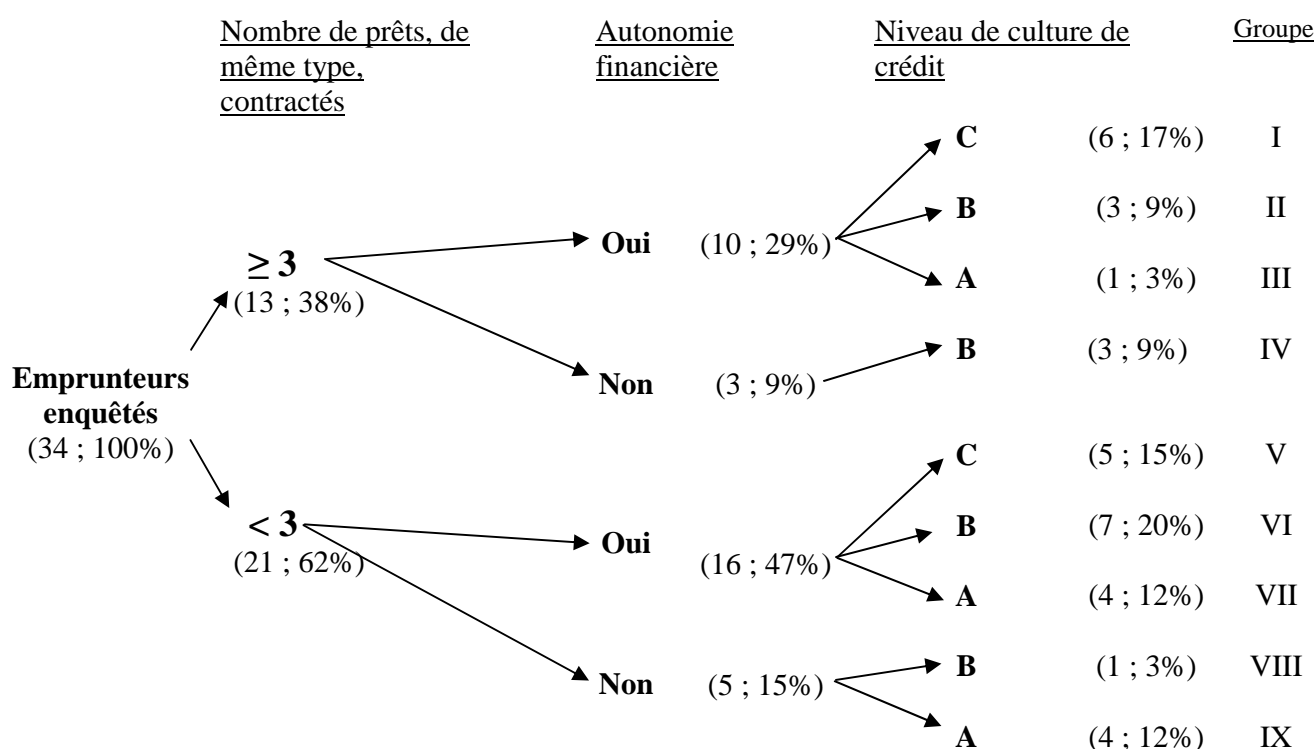 Nombre de prêts, de
même type,
contractés
Autonomie
financière
Niveau de culture de
crédit
Groupe
C (6 ; 17%) I
B (3 ; 9%) II
Oui (10 ; 29%)
≥ 3
(13 ; 38%)
A (1 ; 3%) III
B (3 ; 9%) IV
Non (3 ; 9%)
Emprunteurs
enquêtés
(34 ; 100%)
C (5 ; 15%) V
< 3
(21 ; 62%)
B (7 ; 20%) VI
Oui (16 ; 47%)
A (4 ; 12%) VII
B (1 ; 3%) VIII
Non (5 ; 15%)
A (4 ; 12%) IX